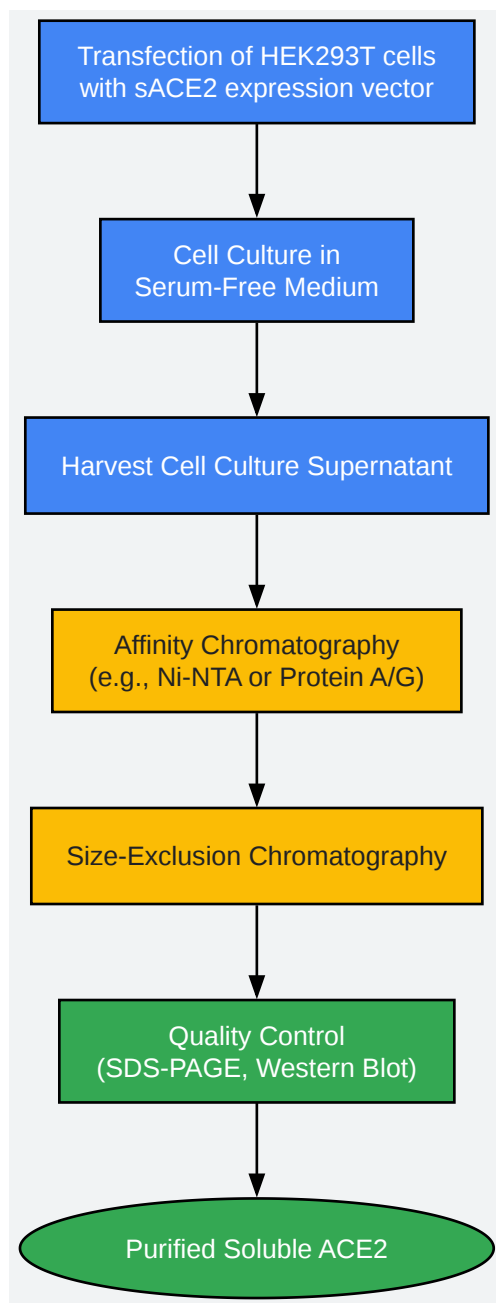 Transfection of HEK293T cells
with sACE2 expression vector
Cell Culture in
Serum-Free Medium
Harvest Cell Culture Supernatant
Affinity Chromatography
(e.g., Ni-NTA or Protein A/G)
Size-Exclusion Chromatography
Quality Control
(SDS-PAGE, Western Blot)
Purified Soluble ACE2